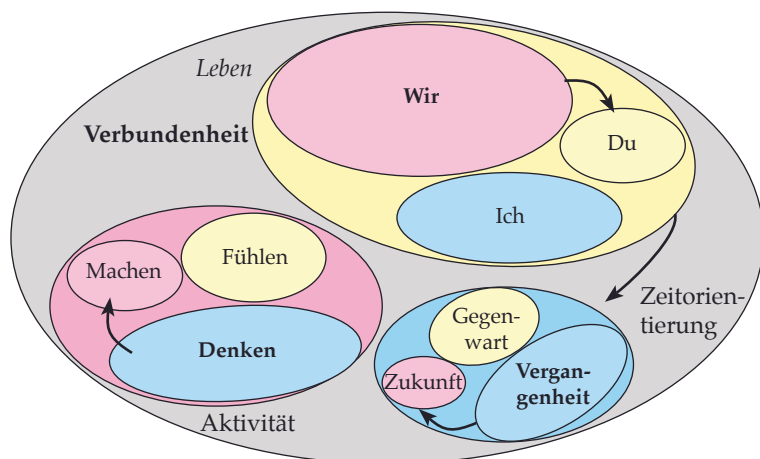 Leben
Wir
Verbundenheit
Du
Ich
Machen
Fühlen
Denken
Aktivität
Zeitorien-
tierung
Gegen-
wart
Zukunft
Vergan-
genheit